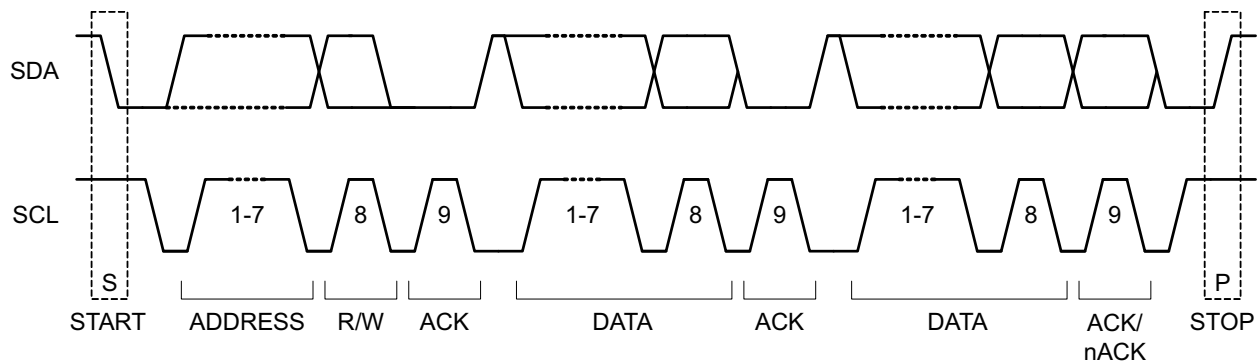 SDA
SCL
1-7
8
9
1-7
8
9
1-7
8
9
S
P
START
ADDRESS
R/W
ACK
DATA
ACK
DATA
ACK/
nACK
STOP